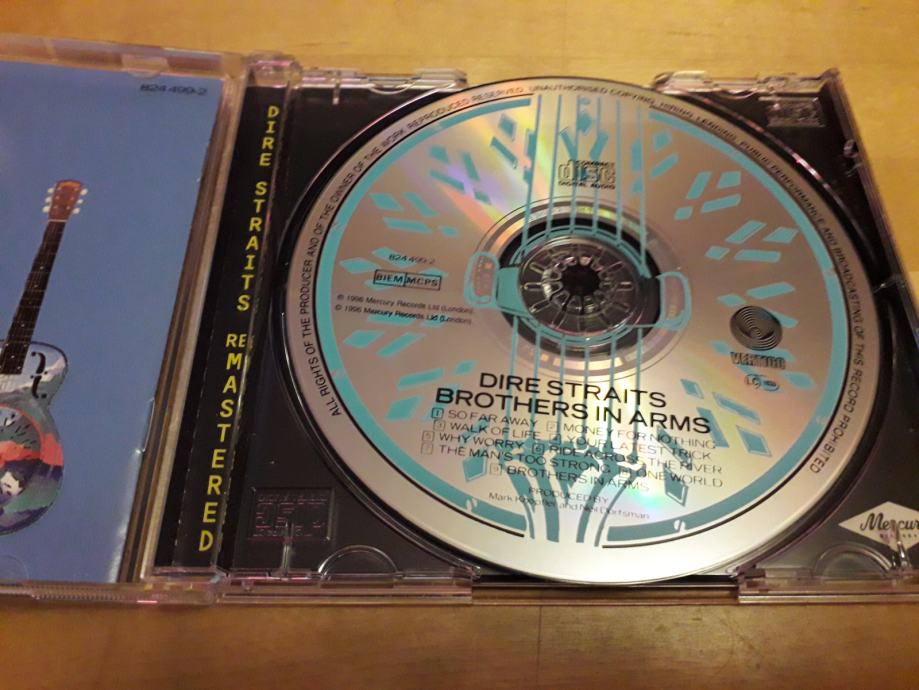 824 499-2
DIRE STRAITS REMASTERED
ALL RIGHTS OF THE PRODUCER AND OF THE OWNER OF THE WORK REPRODUCED RESERVED. UNAUTHORISED COPYING, HIRING, LENDING, PUBLIC PERFORMANCE AND BROADCASTING OF THIS RECORD PROHIBITED
COMPACT
disc
DIGITAL AUDIO
824 499-2
BIEM/MCPS
℗ 1996 Mercury Records Ltd (London)
© 1996 Mercury Records Ltd (London)
VERTIGO
DIRE STRAITS
BROTHERS IN ARMS
1 SO FAR AWAY 2 MONEY FOR NOTHING
3 WALK OF LIFE 4 YOUR LATEST TRICK
5 WHY WORRY 6 RIDE ACROSS THE RIVER
7 THE MAN'S TOO STRONG 8 ONE WORLD
9 BROTHERS IN ARMS
PRODUCED BY
Mark Knopfler and Neil Dorfsman